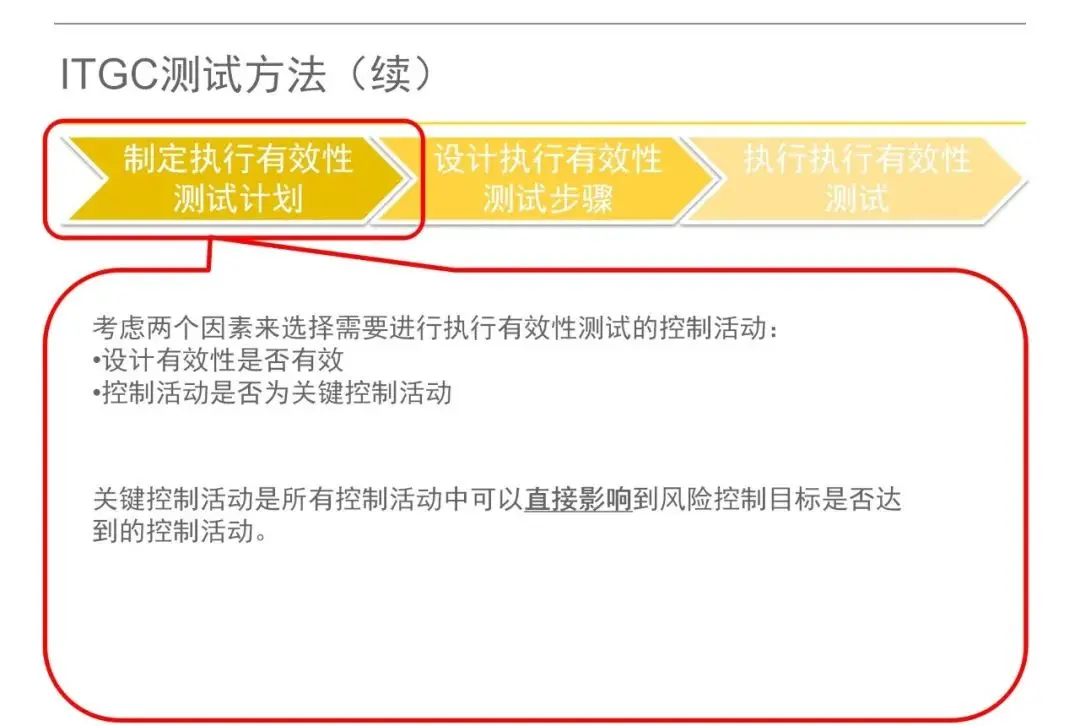 ITGC测试方法（续）
制定执行有效性
测试计划
设计执行有效性
测试步骤
执行执行有效性
测试
考虑两个因素来选择需要进行执行有效性测试的控制活动：
•设计有效性是否有效
•控制活动是否为关键控制活动
关键控制活动是所有控制活动中可以直接影响到风险控制目标是否达
到的控制活动。